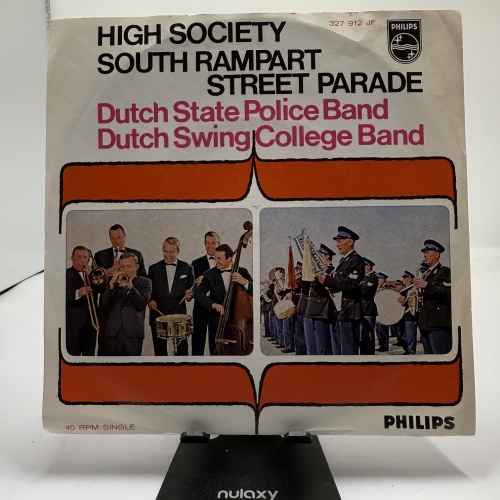 327 912 JF
PHILIPS
HIGH SOCIETY
SOUTH RAMPART
STREET PARADE
Dutch State Police Band
Dutch Swing College Band
45 RPM SINGLE
PHILIPS
nulaxy